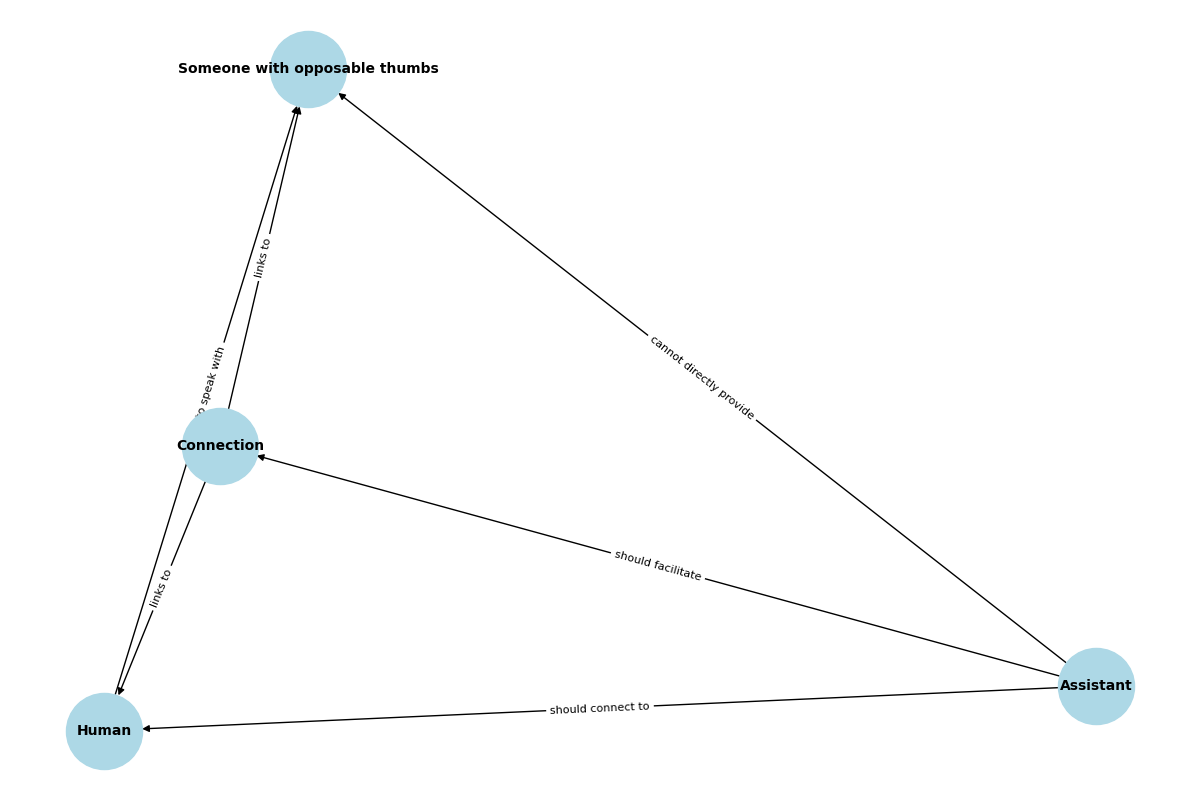 Someone with opposable thumbs
links to
speak with
cannot directly provide
Connection
should facilitate
links to
Assistant
should connect to
Human